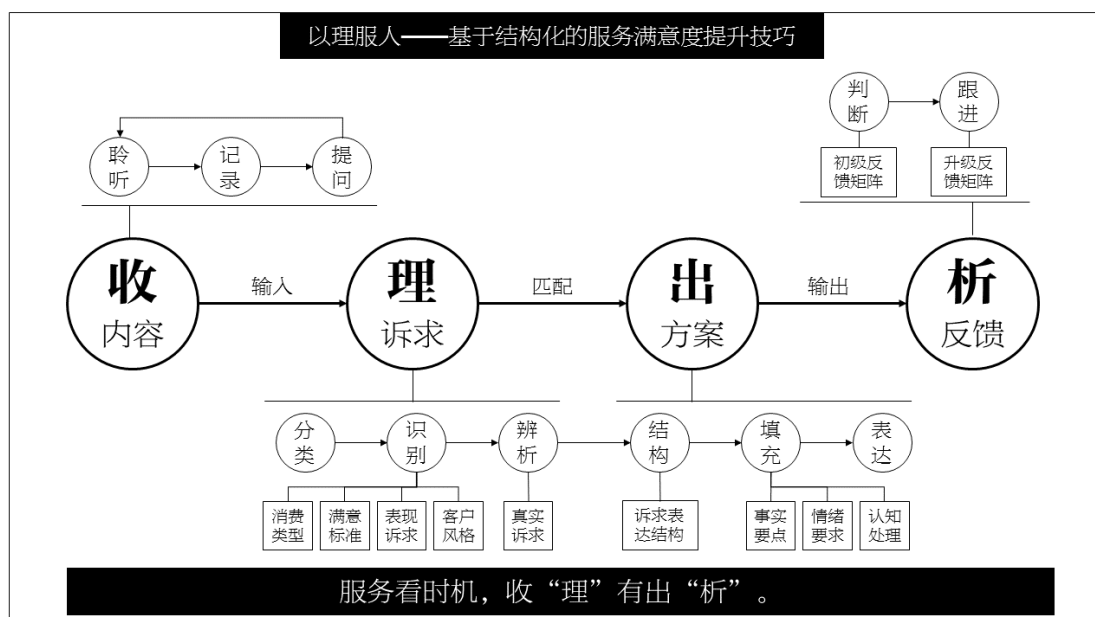 以理服人——基于结构化的服务满意度提升技巧
判断
跟进
初级反
馈矩阵
升级反
馈矩阵
聆听
记录
提问
收
内容
输入
理
诉求
匹配
出
方案
输出
析
反馈
分类
识别
辨析
结构
填充
表达
消费
类型
满意
标准
表现
诉求
客户
风格
真实
诉求
诉求表
达结构
事实
要点
情绪
要求
认知
处理
服务看时机，收“理”有出“析”。